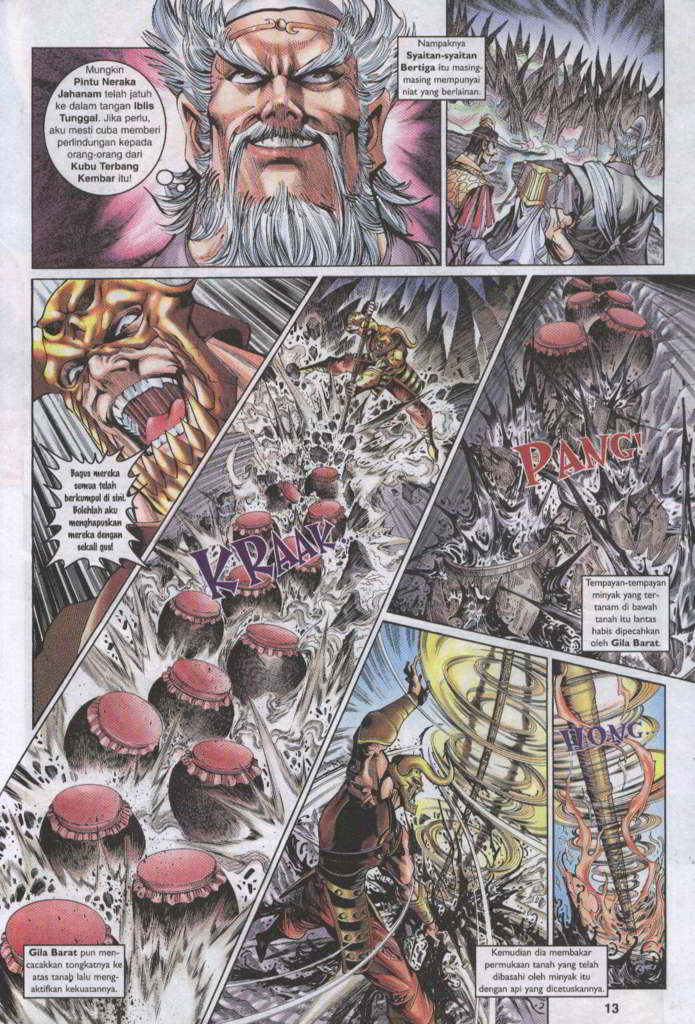 Mungkin
Pintu Neraka
Jahanam telah jatuh
ke dalam tangan Iblis
Tunggal. Jika perlu,
aku mesti cuba memberi
perlindungan kepada
orang-orang dari
Kubu Terbang
Kembar itu!
Nampaknya
Syaitan-syaitan
Bertiga itu masing-
masing mempunyai
niat yang berlainan.
Bagus mereka
semua telah
berkumpol di sini.
Bolehlah aku
menghapuskan
mereka dengan
sekali gus!
KRAAK
PANG!
Tempayan-tempayan
minyak yang ter-
tanam di bawah
tanah itu lantas
habis dipecahkan
oleh Gila Barat.
HONG
Gila Barat pun men-
cacakkan tongkatnya ke
atas tanah lalu meng-
aktifkan kekuatannya.
Kemudian dia membakar
permukaan tanah yang telah
dibasahi oleh minyak itu
dengan api yang dicetuskannya.
13